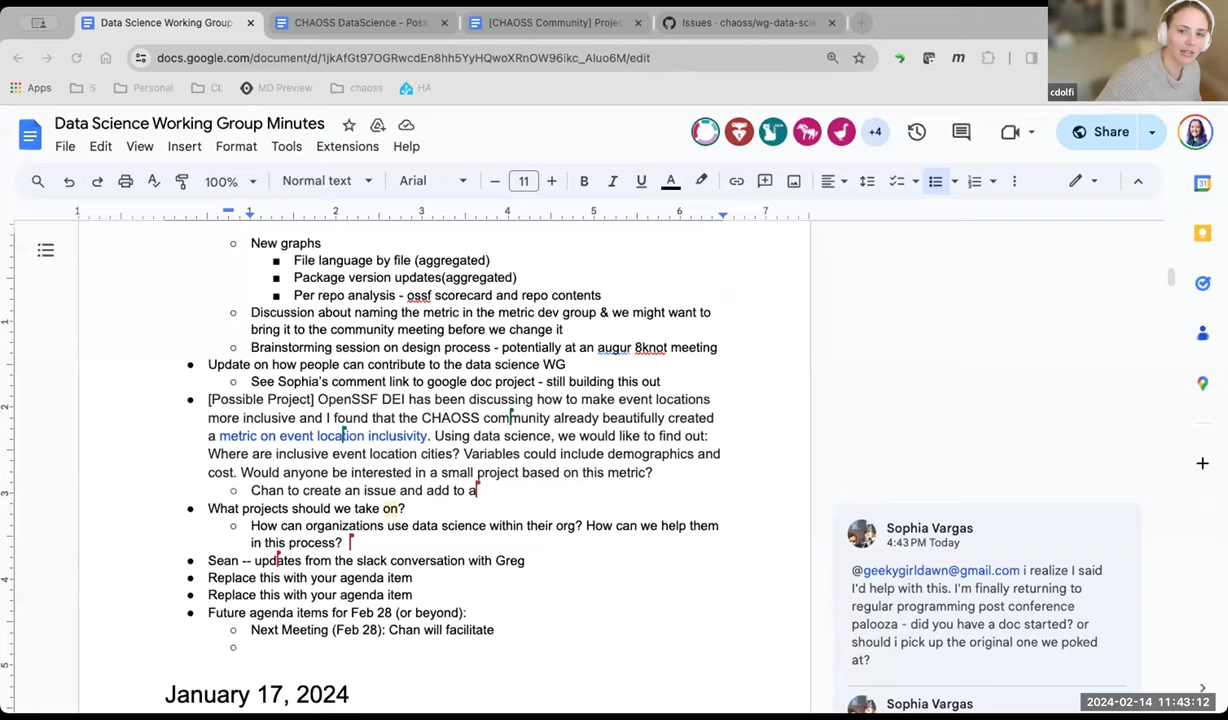 Data Science Working Group
CHAOSS DataScience - Poss
[CHAOSS Community] Projec
Issues · chaoss/wg-data-scie
docs.google.com/document/d/1jkAfGt97OGRwcdEn8hh5YyHQwoXRnOW96ikc_Aluo6M/edit
Apps
S
Personal
CL
MD Preview
chaoss
HA
cdolfi
Data Science Working Group Minutes
File Edit View Insert Format Tools Extensions Help
+4
Share
100%
Normal text
Arial
11
B I U A
1 1 2 3 4 5 6 7
○ New graphs
■ File language by file (aggregated)
■ Package version updates(aggregated)
■ Per repo analysis - ossf scorecard and repo contents
○ Discussion about naming the metric in the metric dev group & we might want to
bring it to the community meeting before we change it
○ Brainstorming session on design process - potentially at an augur 8knot meeting
● Update on how people can contribute to the data science WG
○ See Sophia's comment link to google doc project - still building this out
● [Possible Project] OpenSSF DEI has been discussing how to make event locations
more inclusive and I found that the CHAOSS community already beautifully created
a metric on event location inclusivity. Using data science, we would like to find out:
Where are inclusive event location cities? Variables could include demographics and
cost. Would anyone be interested in a small project based on this metric?
○ Chan to create an issue and add to a
● What projects should we take on?
○ How can organizations use data science within their org? How can we help them
in this process?
● Sean -- updates from the slack conversation with Greg
● Replace this with your agenda item
● Replace this with your agenda item
● Future agenda items for Feb 28 (or beyond):
○ Next Meeting (Feb 28): Chan will facilitate
○
January 17, 2024
Sophia Vargas
4:43 PM Today
@geekygirldawn@gmail.com i realize I said
I'd help with this. I'm finally returning to
regular programming post conference
palooza - did you have a doc started? or
should i pick up the original one we poked
at?
Sophia Vargas
2024-02-14 11:43:12